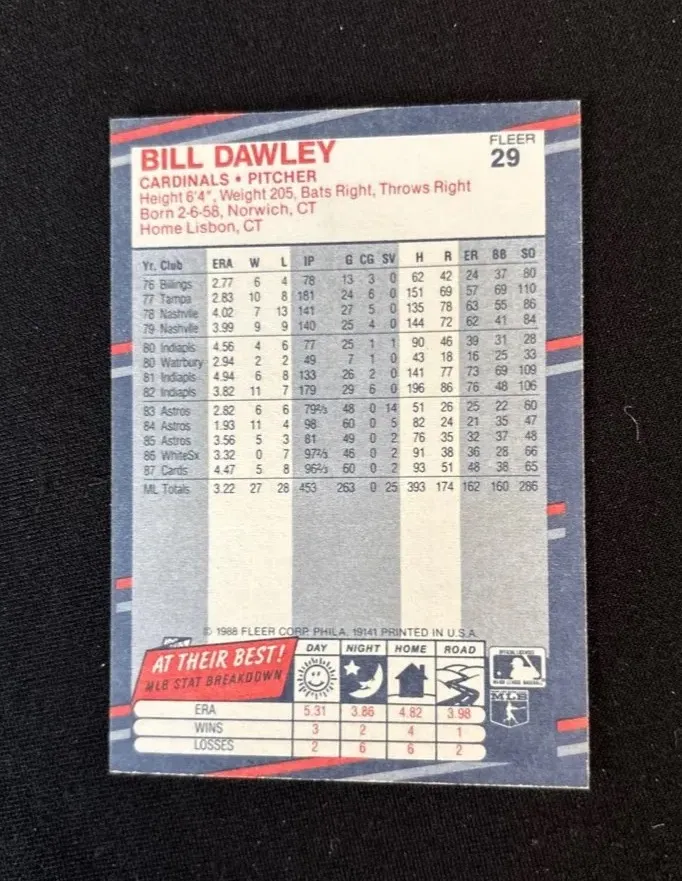 FLEER
29
BILL DAWLEY
CARDINALS • PITCHER
Height 6'4", Weight 205, Bats Right, Throws Right
Born 2-6-58, Norwich, CT
Home Lisbon, CT
Yr. Club ERA W L IP G CG SV H R ER BB SO
76 Billings 2.77 6 4 78 13 3 0 62 42 24 37 80
77 Tampa 2.83 10 8 181 24 6 0 151 69 57 69 110
78 Nashville 4.02 7 13 141 27 5 0 135 78 63 55 86
79 Nashville 3.99 9 9 140 25 4 0 144 72 62 41 84
80 Indiapls 4.56 4 6 77 25 1 1 90 46 39 31 28
80 Watrbury 2.94 2 2 49 7 1 0 43 18 16 25 33
81 Indiapls 4.94 6 8 133 26 2 0 141 77 73 69 109
82 Indiapls 3.82 11 7 179 29 6 0 196 86 76 48 106
83 Astros 2.82 6 6 79⅔ 48 0 14 51 26 25 22 60
84 Astros 1.93 11 4 98 60 0 5 82 24 21 35 47
85 Astros 3.56 5 3 81 49 0 2 76 35 32 37 48
86 WhiteSx 3.32 0 7 97⅔ 46 0 2 91 38 36 28 66
87 Cards 4.47 5 8 96⅔ 60 0 2 93 51 48 38 65
ML Totals 3.22 27 28 453 263 0 25 393 174 162 160 286
© 1988 FLEER CORP. PHILA. 19141 PRINTED IN U.S.A.
AT THEIR BEST!
MLB STAT BREAKDOWN
DAY NIGHT HOME ROAD
ERA 5.31 3.86 4.82 3.98
WINS 3 2 4 1
LOSSES 2 6 6 2
MLB